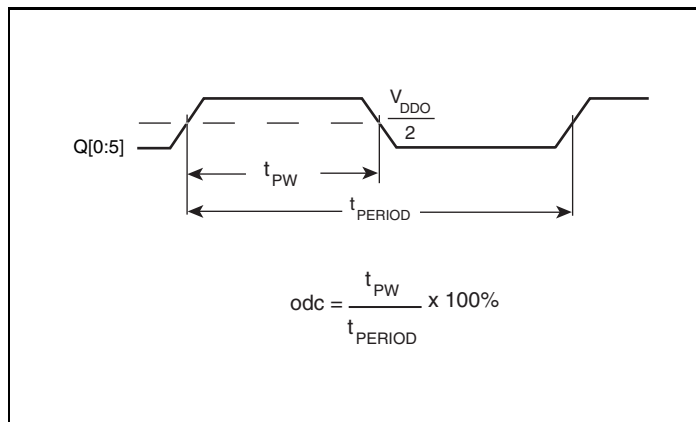 V_DDO
2
Q[0:5]
t_PW
t_PERIOD
odc = t_PW / t_PERIOD x 100%